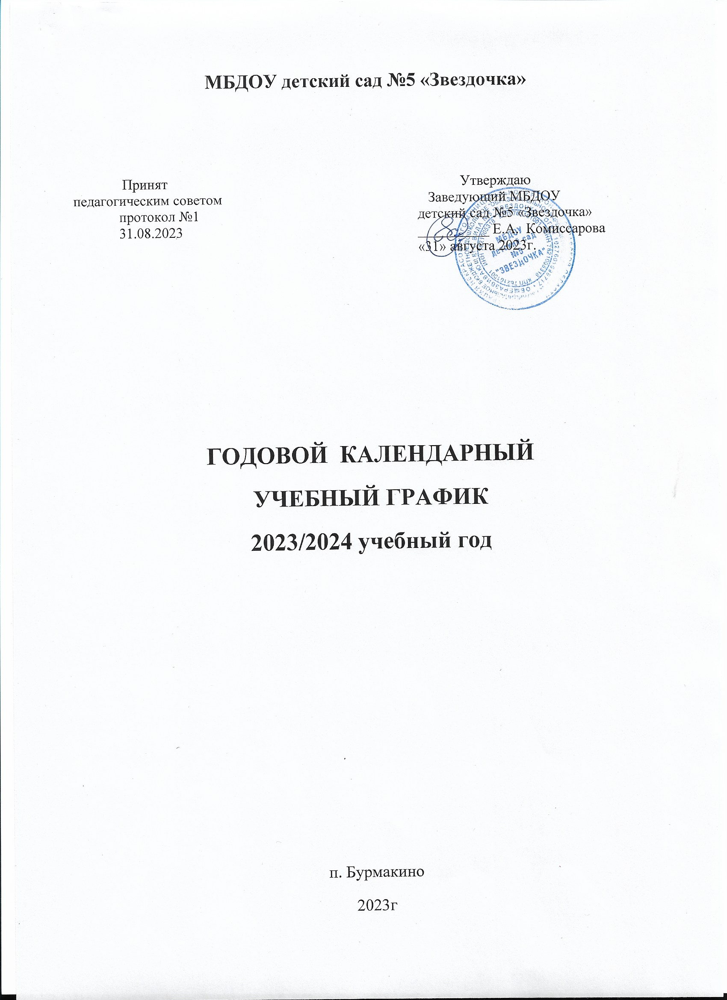 МБДОУ детский сад №5 «Звездочка»
Принят
педагогическим советом
протокол №1
31.08.2023
Утверждаю
Заведующий МБДОУ
детский сад №5 «Звездочка»
Е.А. Комиссарова
«31» августа 2023г.
МБДОУ
детский сад
№5
"ЗВЕЗДОЧКА"
ГОДОВОЙ КАЛЕНДАРНЫЙ
УЧЕБНЫЙ ГРАФИК
2023/2024 учебный год
п. Бурмакино
2023г